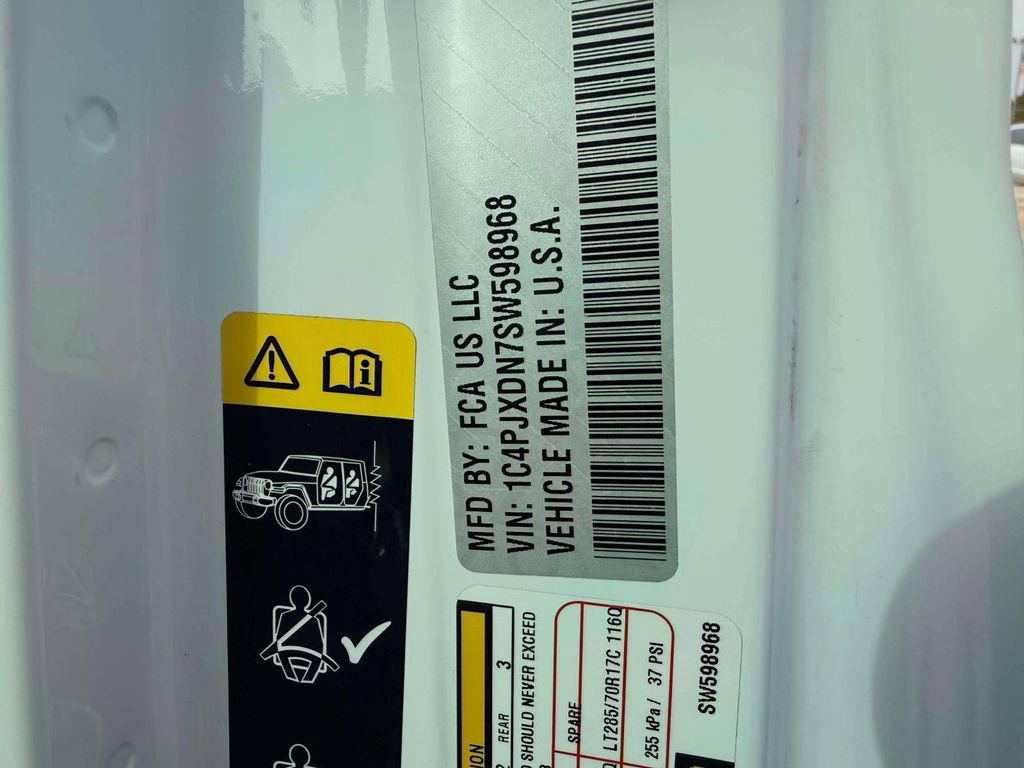 MFD BY: FCA US LLC
VIN: 1C4PJXDN7SW598968
VEHICLE MADE IN: U.S.A.
REAR 3
SHOULD NEVER EXCEED
SPARE
LT285/70R17C 116Q
255 kPa / 37 PSI
SW598968